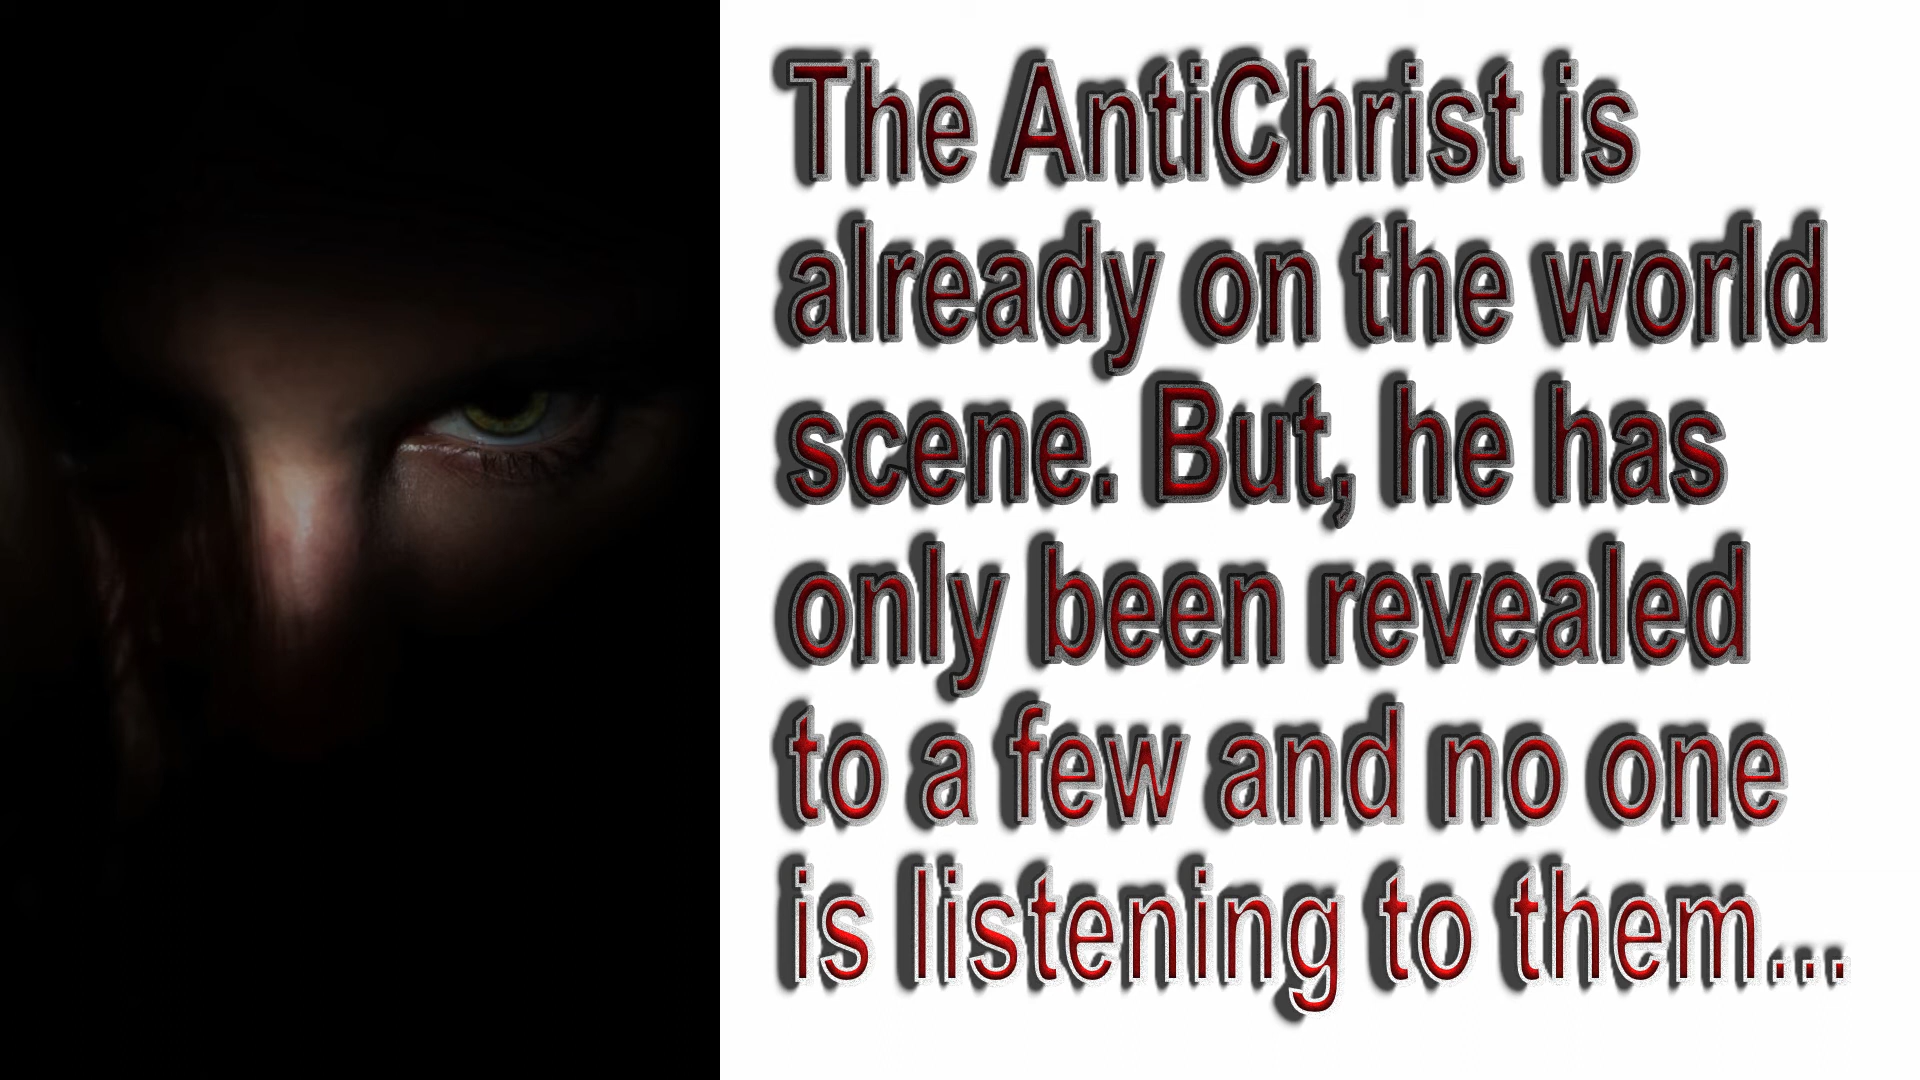 The AntiChrist is
already on the world
scene. But, he has
only been revealed
to a few and no one
is listening to them...